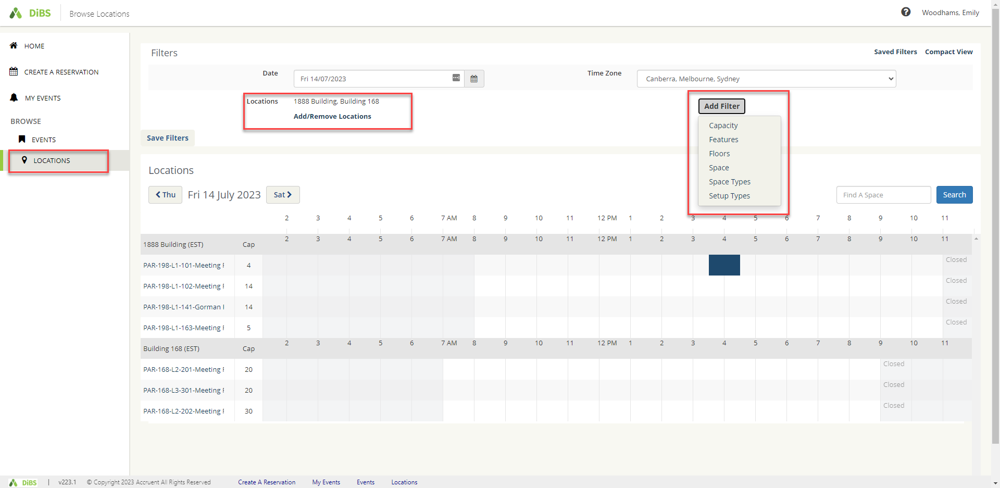 DiBS
Browse Locations
Woodhams, Emily
HOME
CREATE A RESERVATION
MY EVENTS
BROWSE
EVENTS
LOCATIONS
Filters
Saved Filters Compact View
Date Fri 14/07/2023
Time Zone Canberra, Melbourne, Sydney
Locations 1888 Building, Building 168
Add/Remove Locations
Add Filter
Capacity
Features
Floors
Space
Space Types
Setup Types
Save Filters
Locations
Thu Fri 14 July 2023 Sat
Find A Space Search
2 3 4 5 6 7 AM 8 9 10 11 12 PM 1 2 3 4 5 6 7 8 9 10 11
1888 Building (EST) Cap 2 3 4 5 6 7 AM 8 9 10 11 12 PM 1 2 3 4 5 6 7 8 9 10 11
PAR-198-L1-101-Meeting 4 Closed
PAR-198-L1-102-Meeting 14 Closed
PAR-198-L1-141-Gorman 14 Closed
PAR-198-L1-163-Meeting 5 Closed
Building 168 (EST) Cap 2 3 4 5 6 7 AM 8 9 10 11 12 PM 1 2 3 4 5 6 7 8 9 10 11
PAR-168-L2-201-Meeting 20 Closed
PAR-168-L3-301-Meeting 20 Closed
PAR-168-L2-202-Meeting 30 Closed
DiBS | v223.1 © Copyright 2023 Accruent All Rights Reserved Create A Reservation My Events Events Locations